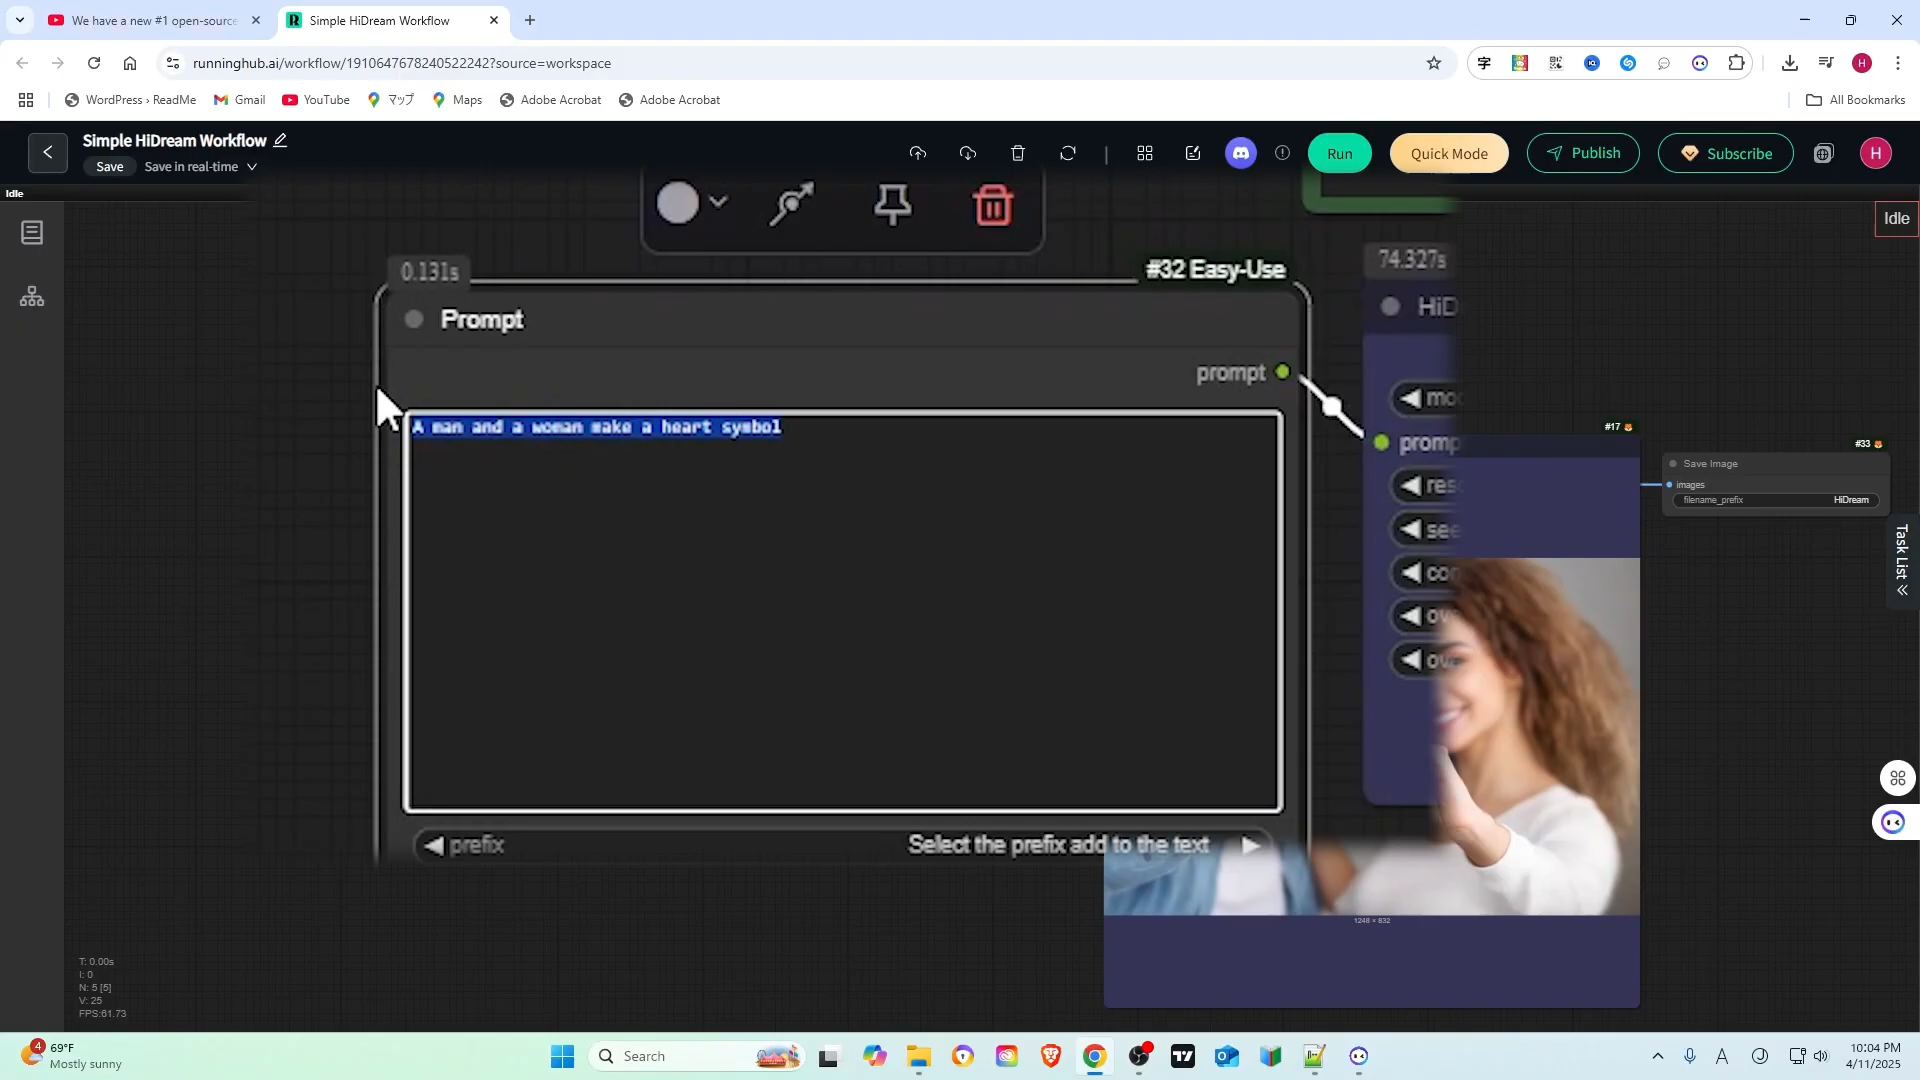 We have a new #1 open-source
Simple HiDream Workflow
runninghub.ai/workflow/1910647678240522242?source=workspace
WordPress › ReadMe
Gmail
YouTube
マップ
Maps
Adobe Acrobat
Adobe Acrobat
All Bookmarks
Simple HiDream Workflow
Save
Save in real-time
Run
Quick Mode
Publish
Subscribe
H
Idle
Idle
0.131s
#32 Easy-Use
74.327s
Prompt
HiD
prompt
A man and a woman make a heart symbol
prefix
Select the prefix add to the text
#17
#33
Save Image
images
filename_prefix
HiDream
Task List
1248 × 832
T: 0.00s
I: 0
N: 5 [5]
V: 25
FPS:61.73
4
69°F
Mostly sunny
Search
10:04 PM
4/11/2025